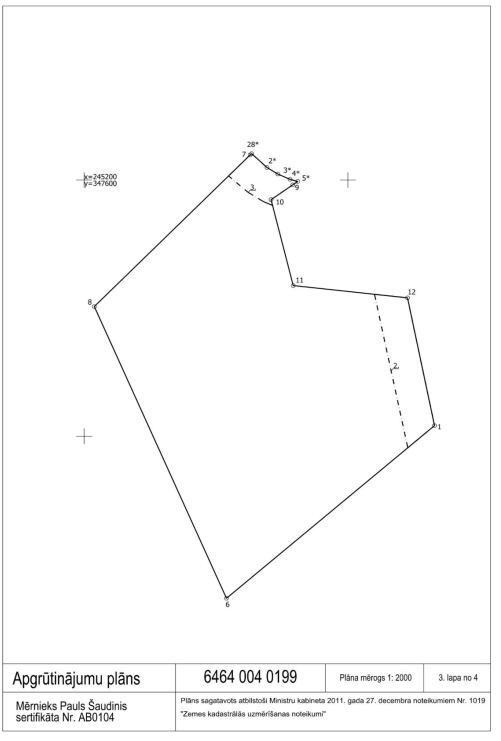 28*
7
2*
3*
4*
5*
9
x=245200
y=347600
3.
10
11
8
12
2.
1
6
Apgrūtinājumu plāns
6464 004 0199
Plāna mērogs 1: 2000
3. lapa no 4
Mērnieks Pauls Šaudinis
sertifikāta Nr. AB0104
Plāns sagatavots atbilstoši Ministru kabineta 2011. gada 27. decembra noteikumiem Nr. 1019
"Zemes kadastrālās uzmērīšanas noteikumi"